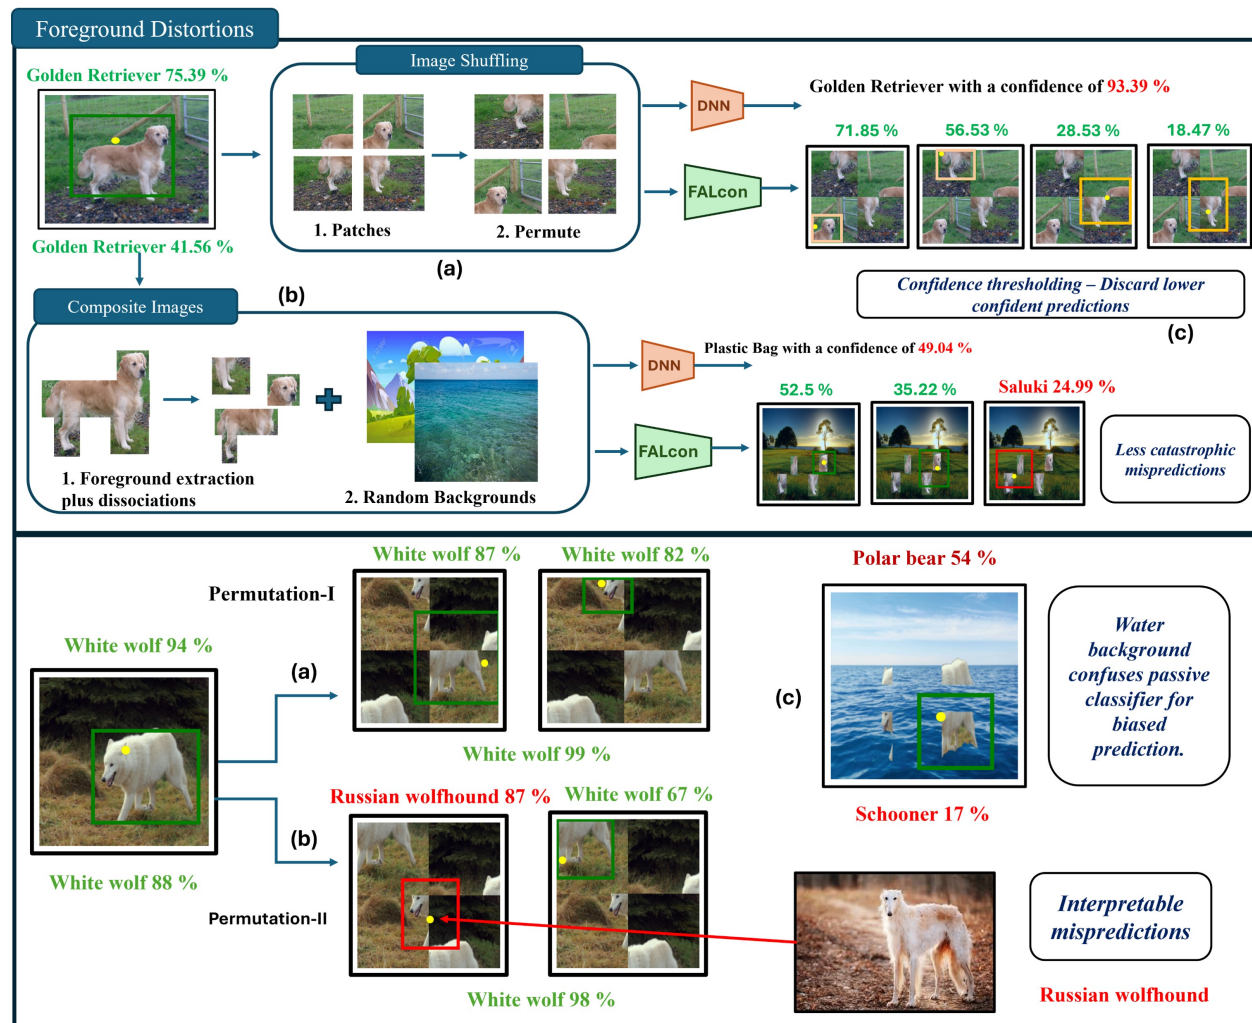 Foreground Distortions
Golden Retriever 75.39 %
Golden Retriever 41.56 %
Image Shuffling
1. Patches
2. Permute
(a)
DNN
FALcon
Golden Retriever with a confidence of 93.39 %
71.85 %
56.53 %
28.53 %
18.47 %
Confidence thresholding – Discard lower
confident predictions
(c)
(b)
Composite Images
1. Foreground extraction
plus dissociations
2. Random Backgrounds
DNN
FALcon
Plastic Bag with a confidence of 49.04 %
52.5 %
35.22 %
Saluki 24.99 %
Less catastrophic
mispredictions
White wolf 94 %
White wolf 88 %
Permutation-I
(a)
White wolf 87 %
White wolf 82 %
White wolf 99 %
(b)
Permutation-II
Russian wolfhound 87 %
White wolf 67 %
White wolf 98 %
(c)
Polar bear 54 %
Schooner 17 %
Water
background
confuses passive
classifier for
biased
prediction.
Interpretable
mispredictions
Russian wolfhound